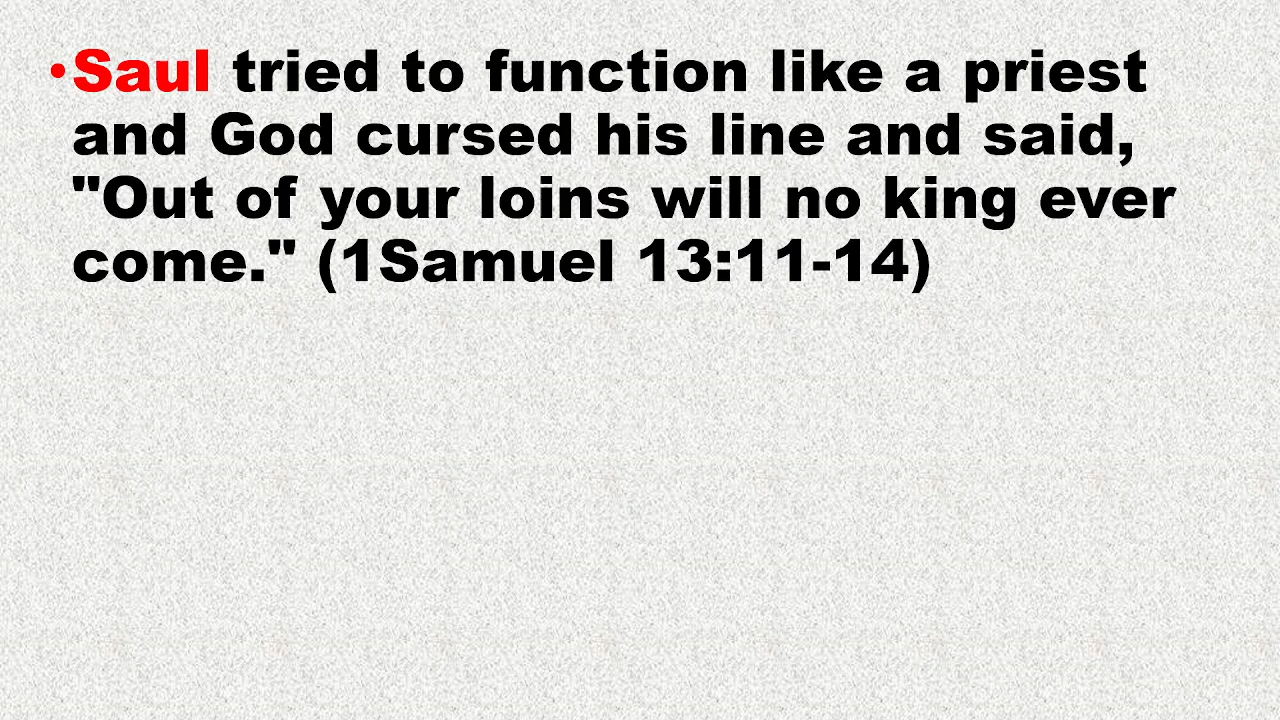 •Saul tried to function like a priest
and God cursed his line and said,
"Out of your loins will no king ever
come." (1Samuel 13:11-14)